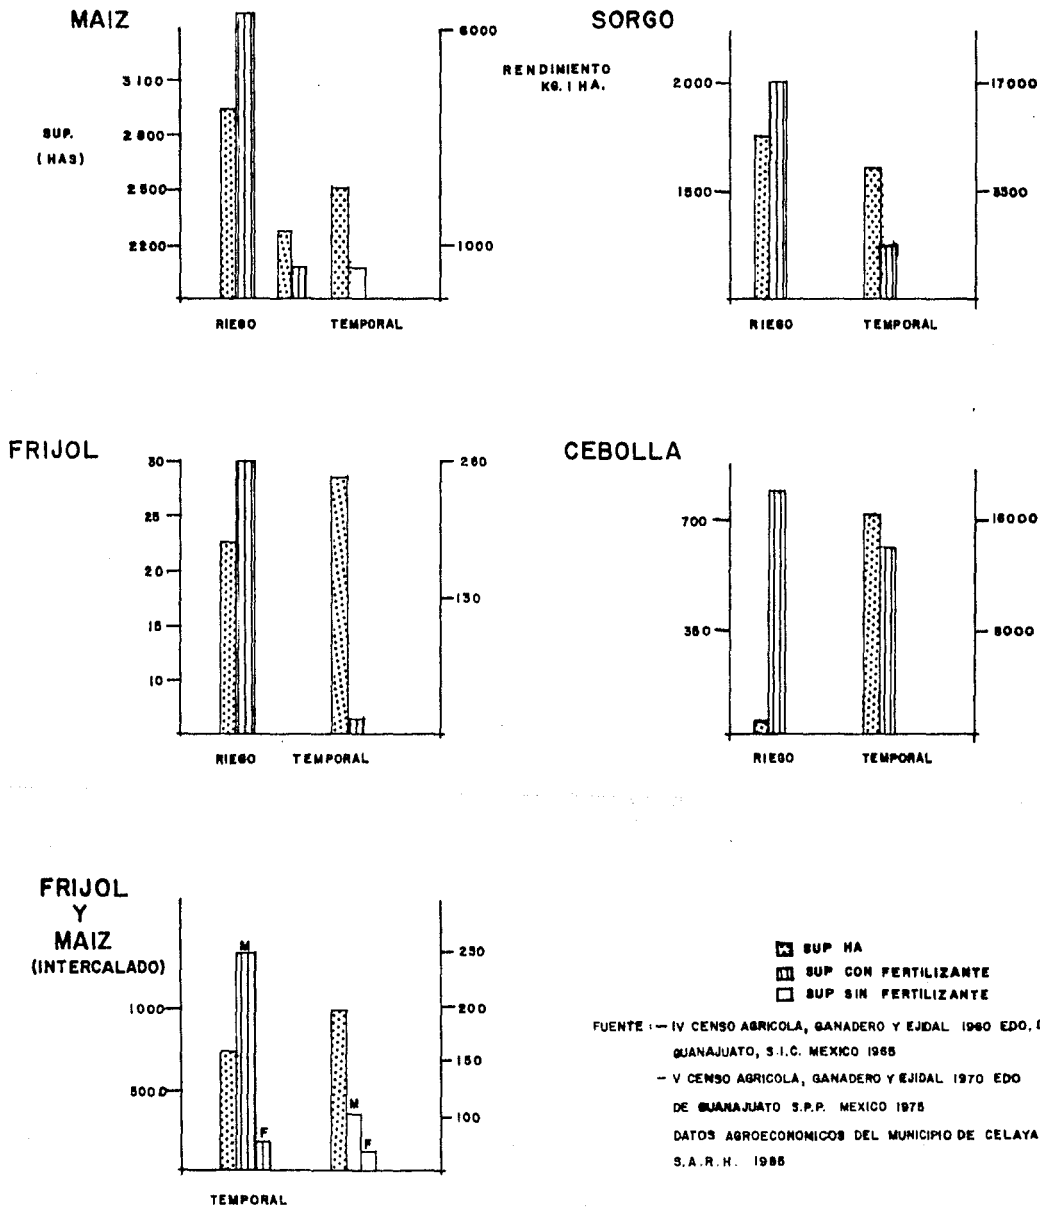 MAIZ
6000
3100
SUP.
2800
(HAS)
2500
2200
1000
RIEGO
TEMPORAL
SORGO
RENDIMIENTO
KG. / HA.
2000
17000
1500
RIEGO
TEMPORAL
FRIJOL
30
260
25
20
130
15
10
RIEGO
TEMPORAL
CEBOLLA
700
16000
350
8000
RIEGO
TEMPORAL
FRIJOL
Y
MAIZ
(INTERCALADO)
M
250
1000
200
150
5000
M
100
F
F
TEMPORAL
SUP HA
SUP CON FERTILIZANTE
SUP SIN FERTILIZANTE
FUENTE :— IV CENSO AGRICOLA, GANADERO Y EJIDAL 1960 EDO.
GUANAJUATO, S.I.C. MEXICO 1965
— V CENSO AGRICOLA, GANADERO Y EJIDAL 1970 EDO
DE GUANAJUATO S.P.P. MEXICO 1975
DATOS AGROECONOMICOS DEL MUNICIPIO DE CELAYA
S.A.R.H. 1985